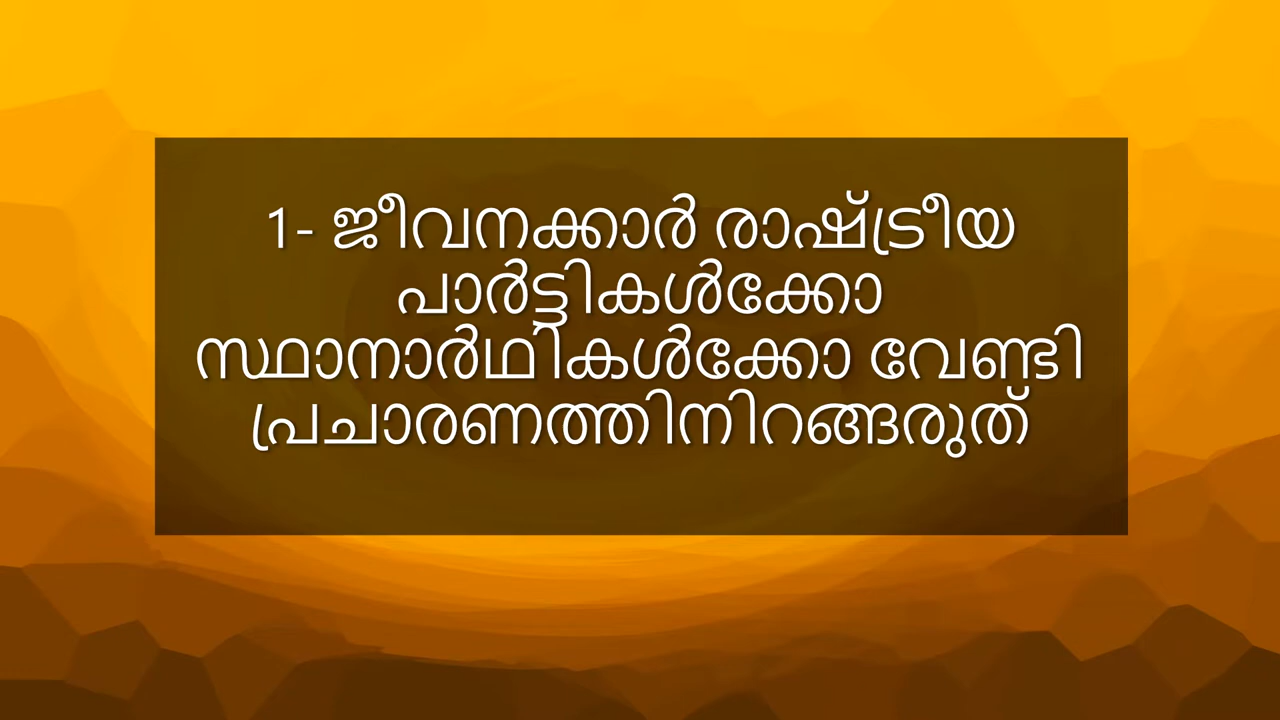 1- ജീവനക്കാർ രാഷ്ട്രീയ
പാർട്ടികൾക്കോ
സ്ഥാനാർഥികൾക്കോ വേണ്ടി
പ്രചാരണത്തിനിറങ്ങരുത്